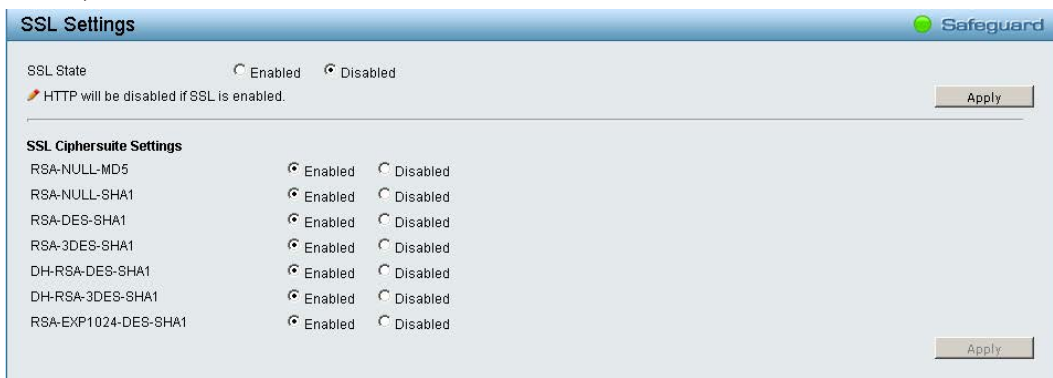 SSL Settings Safeguard
SSL State Enabled Disabled
HTTP will be disabled if SSL is enabled. Apply
SSL Ciphersuite Settings
RSA-NULL-MD5 Enabled Disabled
RSA-NULL-SHA1 Enabled Disabled
RSA-DES-SHA1 Enabled Disabled
RSA-3DES-SHA1 Enabled Disabled
DH-RSA-DES-SHA1 Enabled Disabled
DH-RSA-3DES-SHA1 Enabled Disabled
RSA-EXP1024-DES-SHA1 Enabled Disabled
Apply